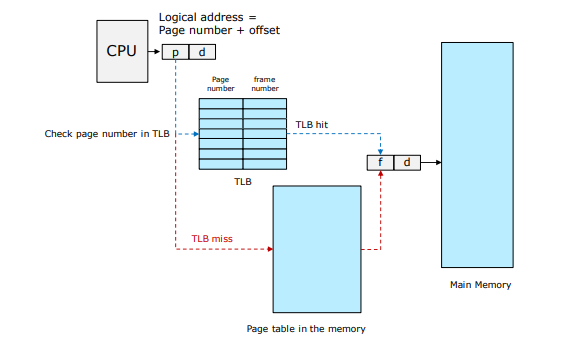 Logical address =
Page number + offset
CPU
p d
Page
number
frame
number
Check page number in TLB
TLB hit
f d
TLB
TLB miss
Main Memory
Page table in the memory